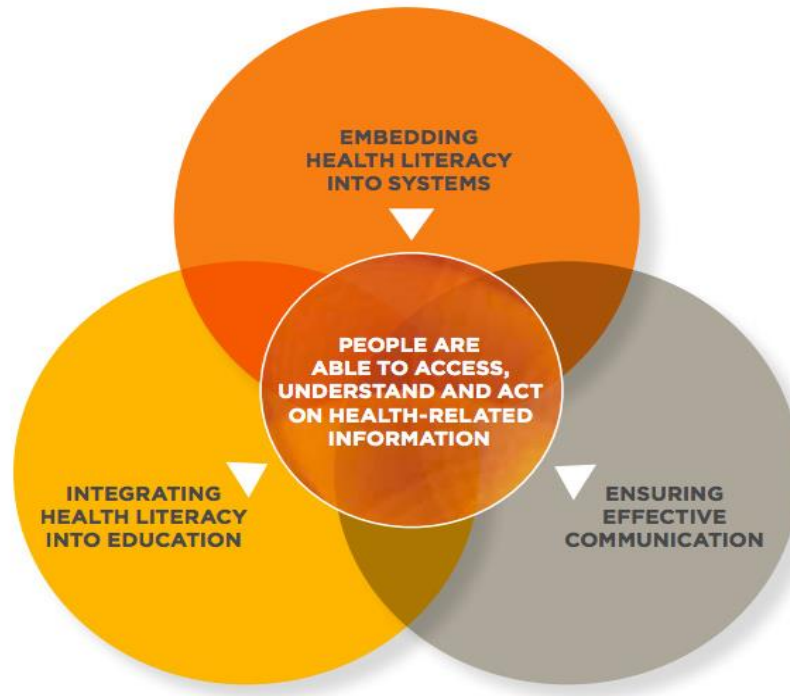 EMBEDDING
HEALTH LITERACY
INTO SYSTEMS
PEOPLE ARE
ABLE TO ACCESS,
UNDERSTAND AND ACT
ON HEALTH-RELATED
INFORMATION
INTEGRATING
HEALTH LITERACY
INTO EDUCATION
ENSURING
EFFECTIVE
COMMUNICATION